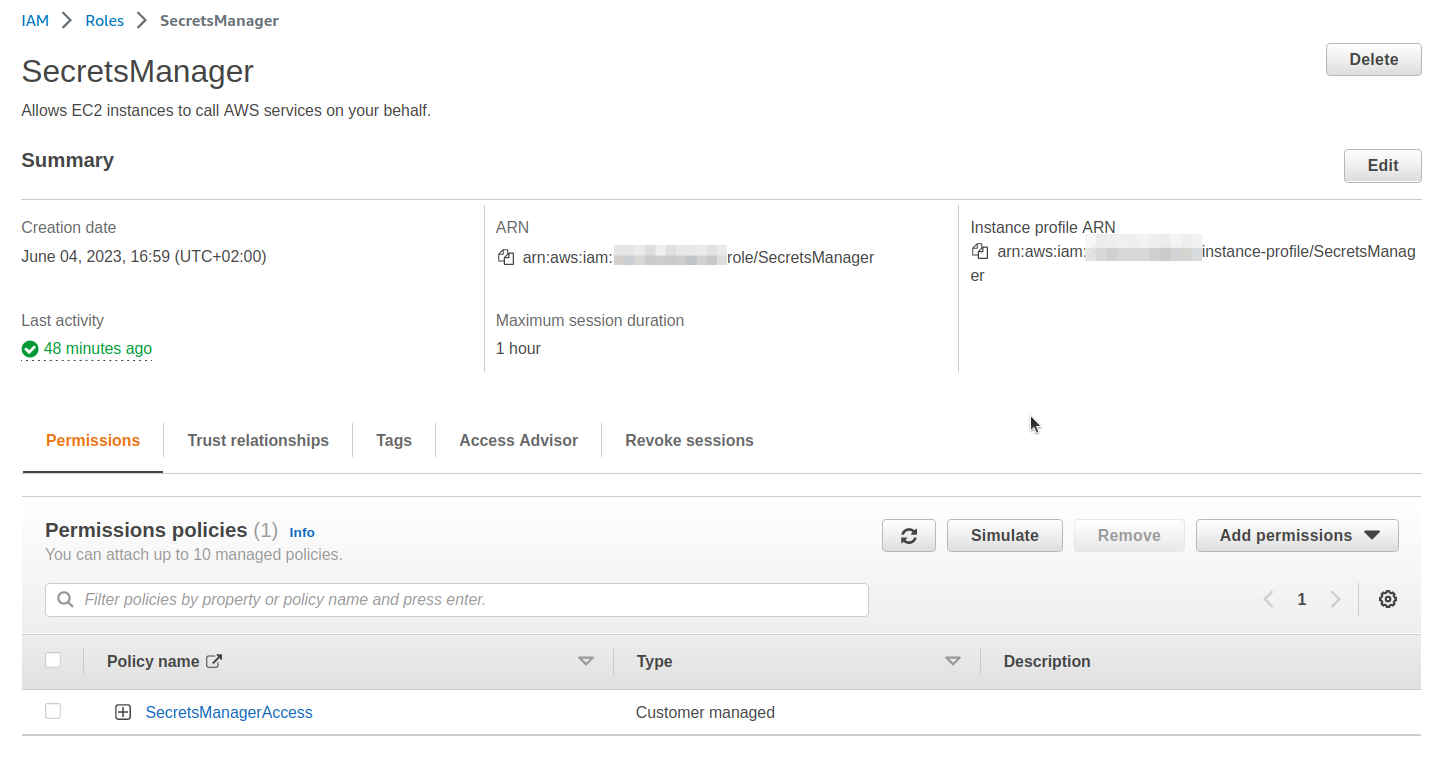 IAM > Roles > SecretsManager
SecretsManager
Delete
Allows EC2 instances to call AWS services on your behalf.
Summary
Edit
Creation date
June 04, 2023, 16:59 (UTC+02:00)
ARN
arn:aws:iam: role/SecretsManager
Instance profile ARN
arn:aws:iam: instance-profile/SecretsManag
er
Last activity
48 minutes ago
Maximum session duration
1 hour
Permissions
Trust relationships
Tags
Access Advisor
Revoke sessions
Permissions policies (1) Info
You can attach up to 10 managed policies.
Simulate
Remove
Add permissions
Filter policies by property or policy name and press enter.
1
Policy name
Type
Description
SecretsManagerAccess
Customer managed